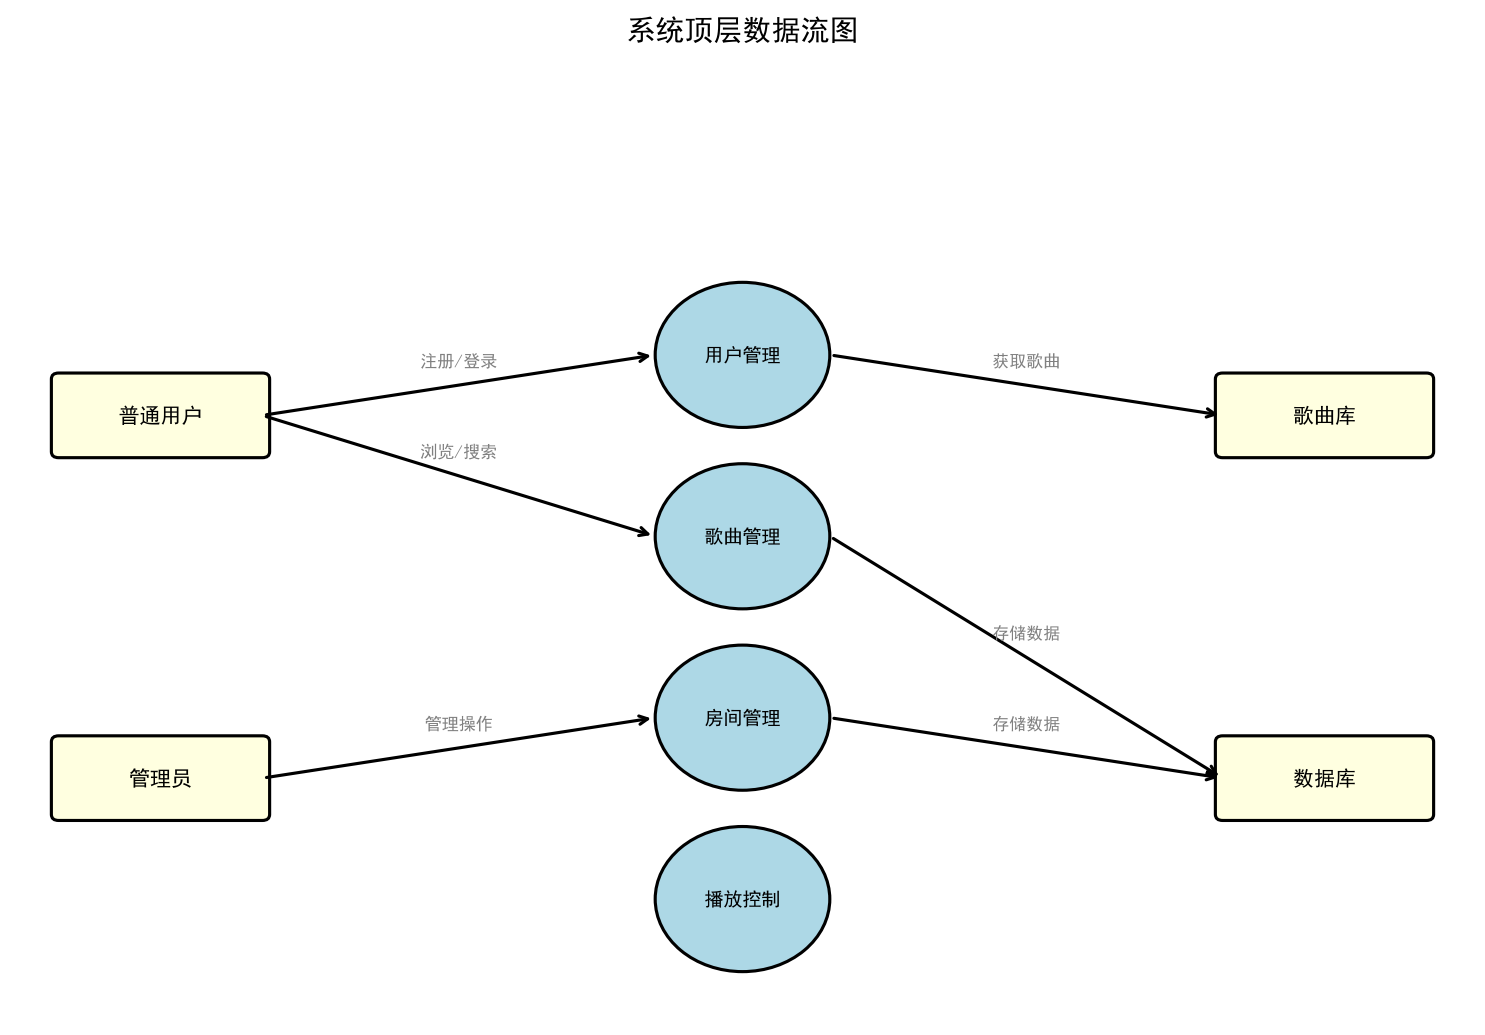 系统顶层数据流图
用户管理
注册/登录
获取歌曲
普通用户
歌曲库
浏览/搜索
歌曲管理
存储数据
房间管理
管理操作
存储数据
管理员
数据库
播放控制